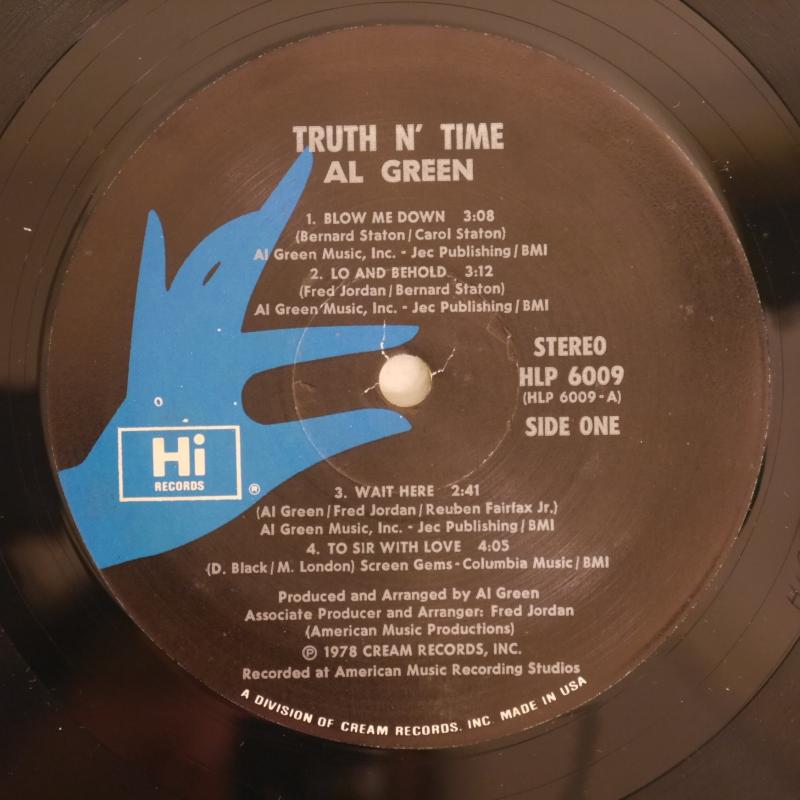 TRUTH N' TIME
AL GREEN
1. BLOW ME DOWN 3:08
(Bernard Staton/Carol Staton)
Al Green Music, Inc. - Jec Publishing/BMI
2. LO AND BEHOLD 3:12
(Fred Jordan/Bernard Staton)
Al Green Music, Inc. - Jec Publishing/BMI
STEREO
HLP 6009
(HLP 6009-A)
SIDE ONE
Hi
RECORDS
®
3. WAIT HERE 2:41
(Al Green/Fred Jordan/Reuben Fairfax Jr.)
Al Green Music, Inc. - Jec Publishing/BMI
4. TO SIR WITH LOVE 4:05
(D. Black/M. London) Screen Gems-Columbia Music/BMI
Produced and Arranged by Al Green
Associate Producer and Arranger: Fred Jordan
(American Music Productions)
℗ 1978 CREAM RECORDS, INC.
Recorded at American Music Recording Studios
A DIVISION OF CREAM RECORDS, INC. MADE IN USA